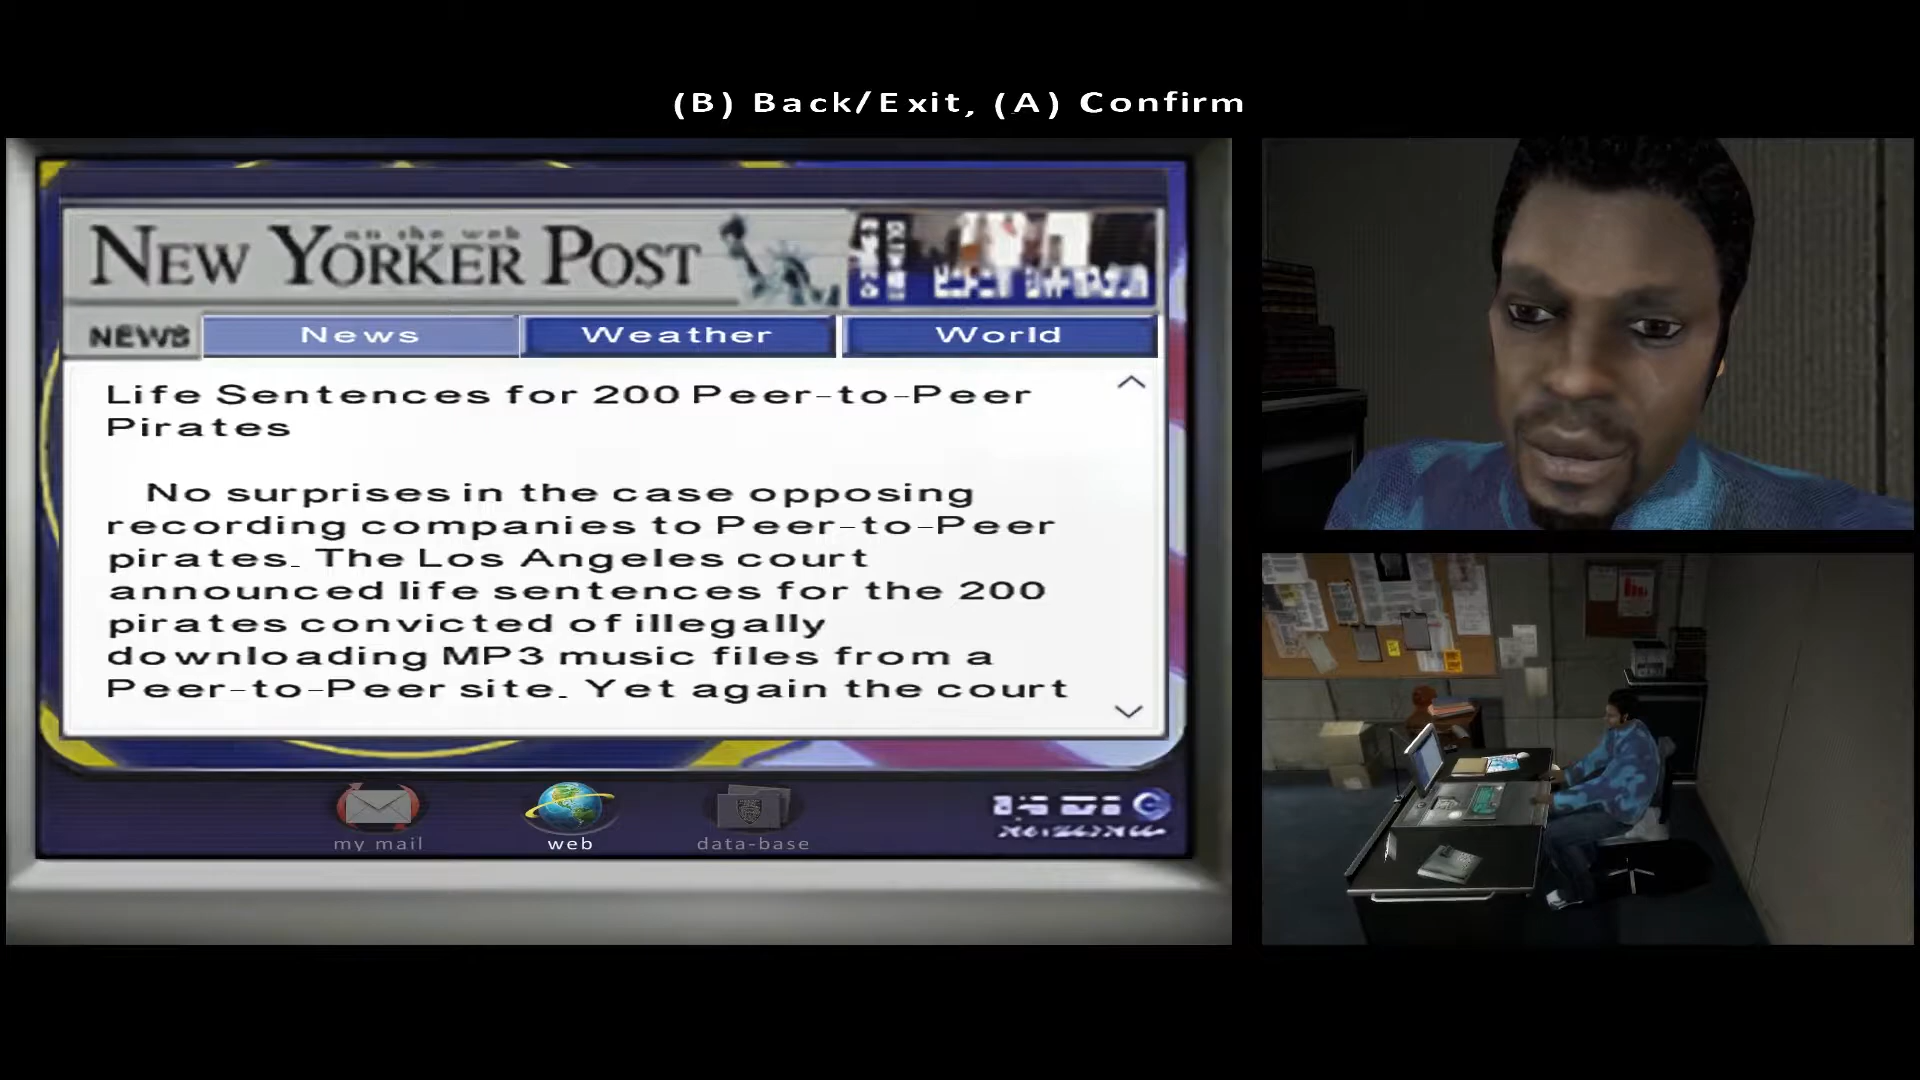 (B) Back/Exit, (A) Confirm
on the web
NEW YORKER POST
NEWS
News
Weather
World
Life Sentences for 200 Peer-to-Peer
Pirates
No surprises in the case opposing
recording companies to Peer-to-Peer
pirates. The Los Angeles court
announced life sentences for the 200
pirates convicted of illegally
downloading MP3 music files from a
Peer-to-Peer site. Yet again the court
my mail
web
data-base